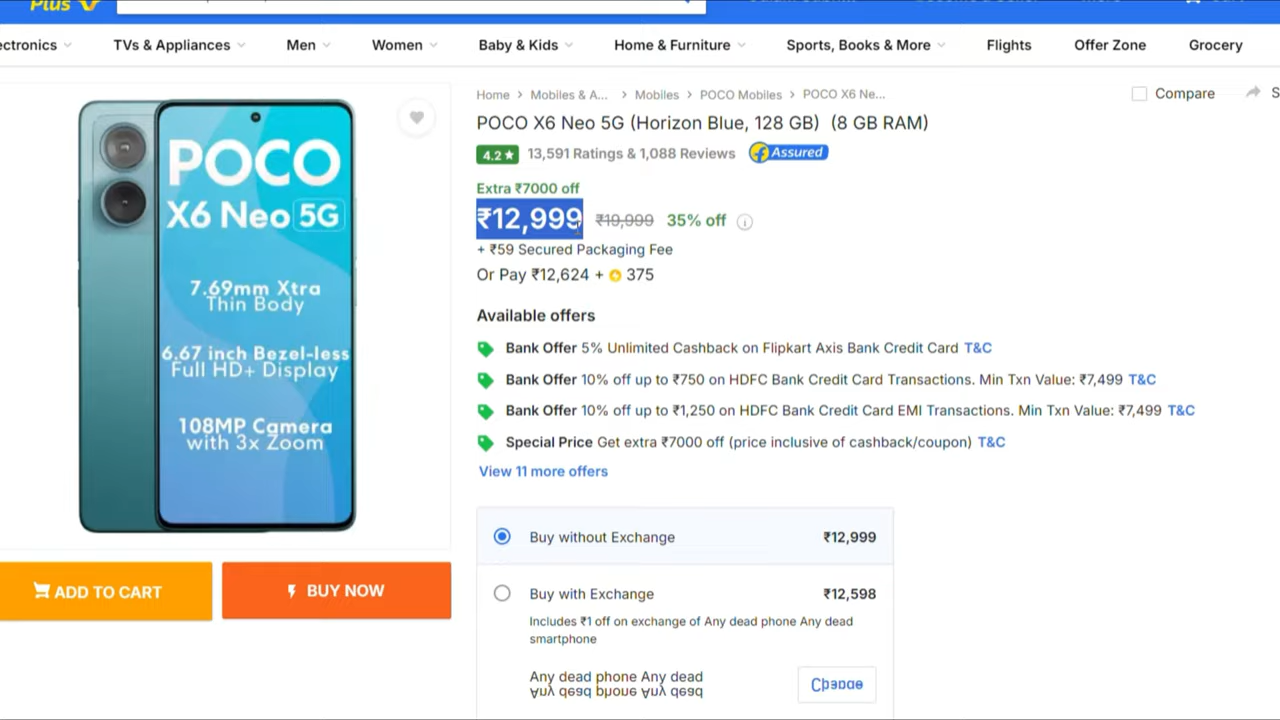 Plus
ectronics
TVs & Appliances
Men
Women
Baby & Kids
Home & Furniture
Sports, Books & More
Flights
Offer Zone
Grocery
Home > Mobiles & A... > Mobiles > POCO Mobiles > POCO X6 Ne...
Compare
S
POCO X6 Neo 5G (Horizon Blue, 128 GB) (8 GB RAM)
4.2 ★ 13,591 Ratings & 1,088 Reviews Assured
Extra ₹7000 off
₹12,999 ₹19,999 35% off
+ ₹59 Secured Packaging Fee
Or Pay ₹12,624 + 375
Available offers
Bank Offer 5% Unlimited Cashback on Flipkart Axis Bank Credit Card T&C
Bank Offer 10% off up to ₹750 on HDFC Bank Credit Card Transactions. Min Txn Value: ₹7,499 T&C
Bank Offer 10% off up to ₹1,250 on HDFC Bank Credit Card EMI Transactions. Min Txn Value: ₹7,499 T&C
Special Price Get extra ₹7000 off (price inclusive of cashback/coupon) T&C
View 11 more offers
Buy without Exchange ₹12,999
Buy with Exchange ₹12,598
Includes ₹1 off on exchange of Any dead phone Any dead
smartphone
Any dead phone Any dead
POCO
X6 Neo 5G
7.69mm Xtra
Thin Body
6.67 inch Bezel-less
Full HD+ Display
108MP Camera
with 3x Zoom
ADD TO CART
BUY NOW